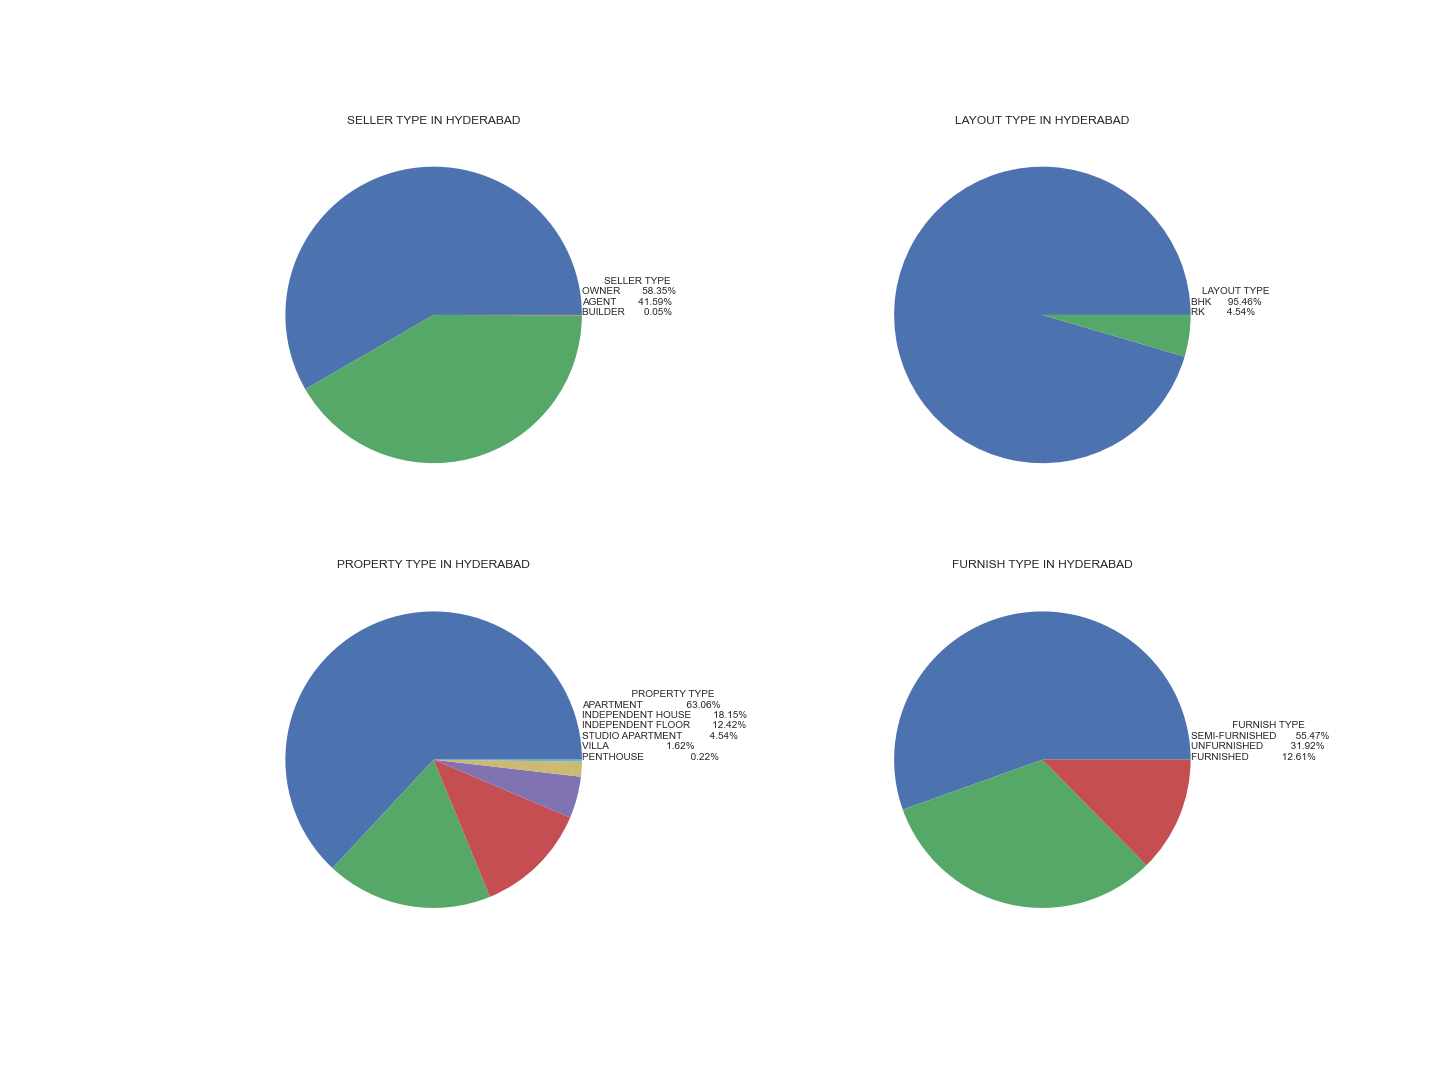 SELLER TYPE IN HYDERABAD
SELLER TYPE
OWNER 58.35%
AGENT 41.59%
BUILDER 0.05%
LAYOUT TYPE IN HYDERABAD
LAYOUT TYPE
BHK 95.46%
RK 4.54%
PROPERTY TYPE IN HYDERABAD
PROPERTY TYPE
APARTMENT 63.06%
INDEPENDENT HOUSE 18.15%
INDEPENDENT FLOOR 12.42%
STUDIO APARTMENT 4.54%
VILLA 1.62%
PENTHOUSE 0.22%
FURNISH TYPE IN HYDERABAD
FURNISH TYPE
SEMI-FURNISHED 55.47%
UNFURNISHED 31.92%
FURNISHED 12.61%